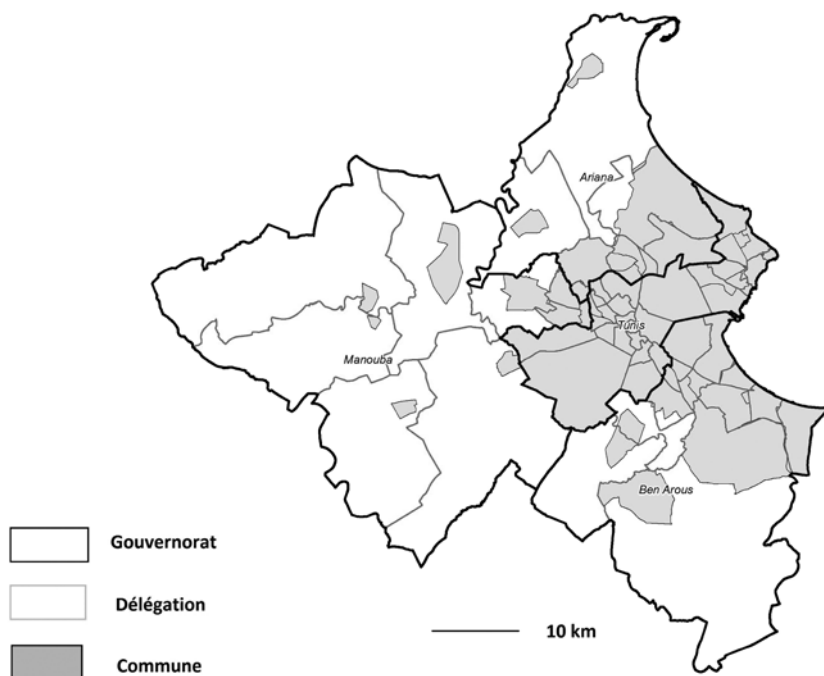 Ariana
Tunis
Manouba
Ben Arous
Gouvernorat
Délégation
10 km
Commune